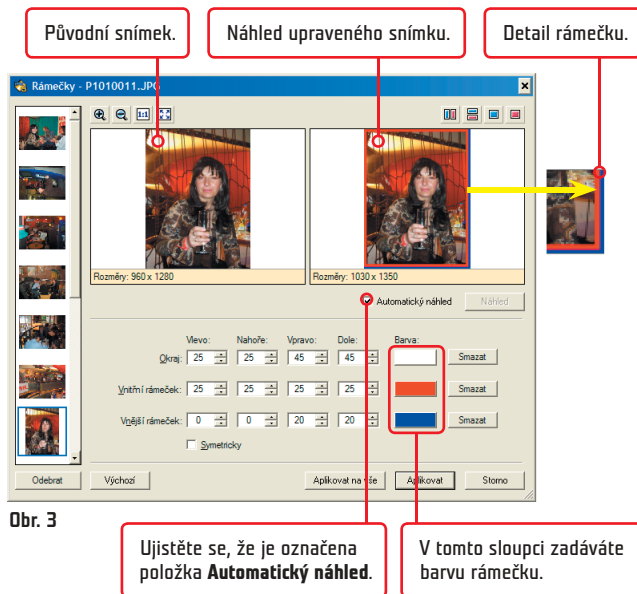 Původní snímek.
Náhled upraveného snímku.
Detail rámečku.
Rámečky - P1010011.JPG
1:1
Rozměry: 960 x 1280
Rozměry: 1030 x 1350
Automatický náhled
Náhled
Vlevo: Nahoře: Vpravo: Dole: Barva:
Okraj: 25 25 45 45 Smazat
Vnitřní rámeček: 25 25 25 25 Smazat
Vnější rámeček: 0 0 20 20 Smazat
Symetricky
Odebrat Výchozí Aplikovat na vše Aplikovat Storno
Obr. 3
Ujistěte se, že je označena
položka Automatický náhled.
V tomto sloupci zadáváte
barvu rámečku.